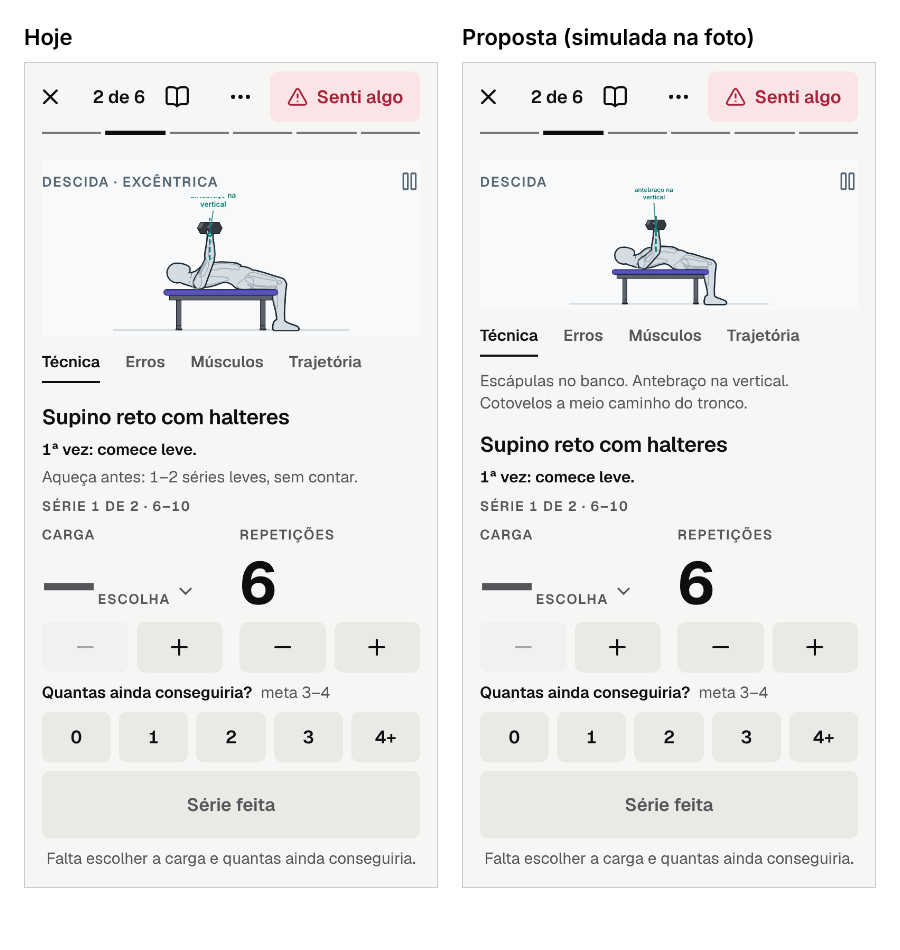 Hoje
2 de 6
Senti algo
DESCIDA · EXCÊNTRICA
na
vertical
Técnica Erros Músculos Trajetória
Supino reto com halteres
1ª vez: comece leve.
Aqueça antes: 1–2 séries leves, sem contar.
SÉRIE 1 DE 2 · 6–10
CARGA REPETIÇÕES
— ESCOLHA 6
− + − +
Quantas ainda conseguiria? meta 3–4
0 1 2 3 4+
Série feita
Falta escolher a carga e quantas ainda conseguiria.
Proposta (simulada na foto)
2 de 6
Senti algo
DESCIDA
antebraço na
vertical
Técnica Erros Músculos Trajetória
Escápulas no banco. Antebraço na vertical.
Cotovelos a meio caminho do tronco.
Supino reto com halteres
1ª vez: comece leve.
SÉRIE 1 DE 2 · 6–10
CARGA REPETIÇÕES
— ESCOLHA 6
− + − +
Quantas ainda conseguiria? meta 3–4
0 1 2 3 4+
Série feita
Falta escolher a carga e quantas ainda conseguiria.